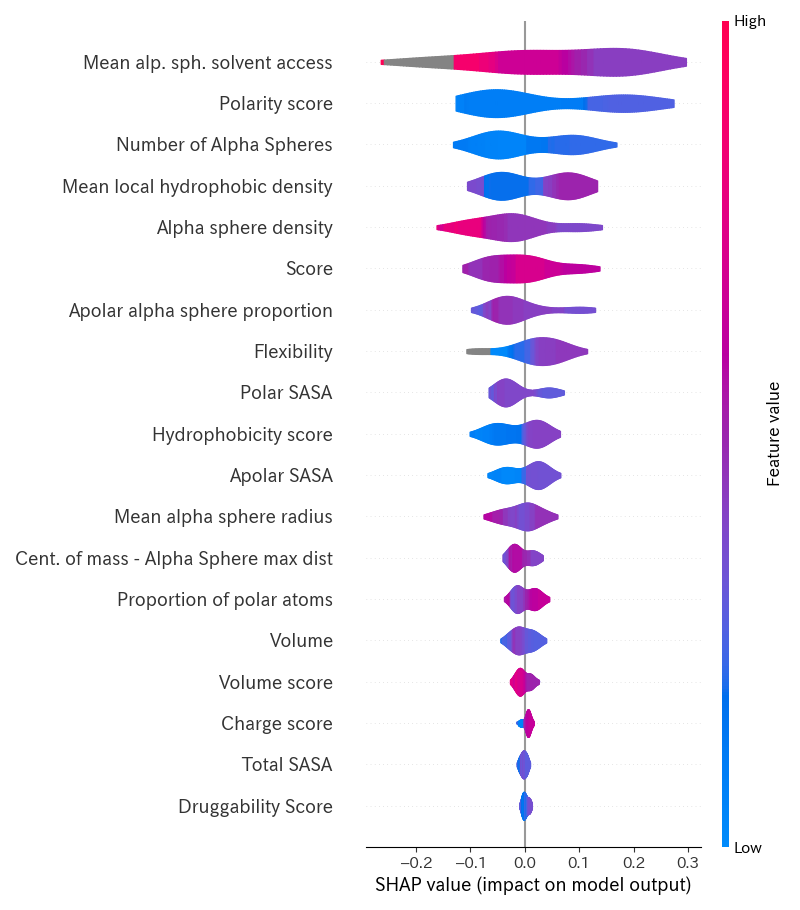 High
Mean alp. sph. solvent access
Polarity score
Number of Alpha Spheres
Mean local hydrophobic density
Alpha sphere density
Score
Apolar alpha sphere proportion
Flexibility
Polar SASA
Hydrophobicity score
Apolar SASA
Mean alpha sphere radius
Cent. of mass - Alpha Sphere max dist
Proportion of polar atoms
Volume
Volume score
Charge score
Total SASA
Druggability Score
Feature value
Low
−0.2 −0.1 0.0 0.1 0.2 0.3
SHAP value (impact on model output)